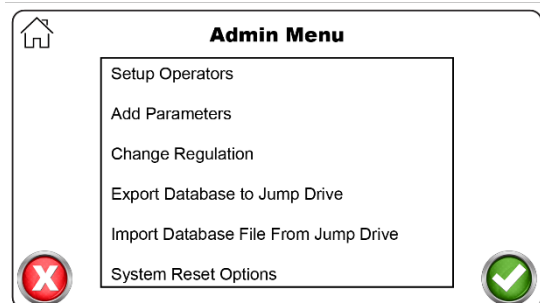 Admin Menu
Setup Operators
Add Parameters
Change Regulation
Export Database to Jump Drive
Import Database File From Jump Drive
System Reset Options